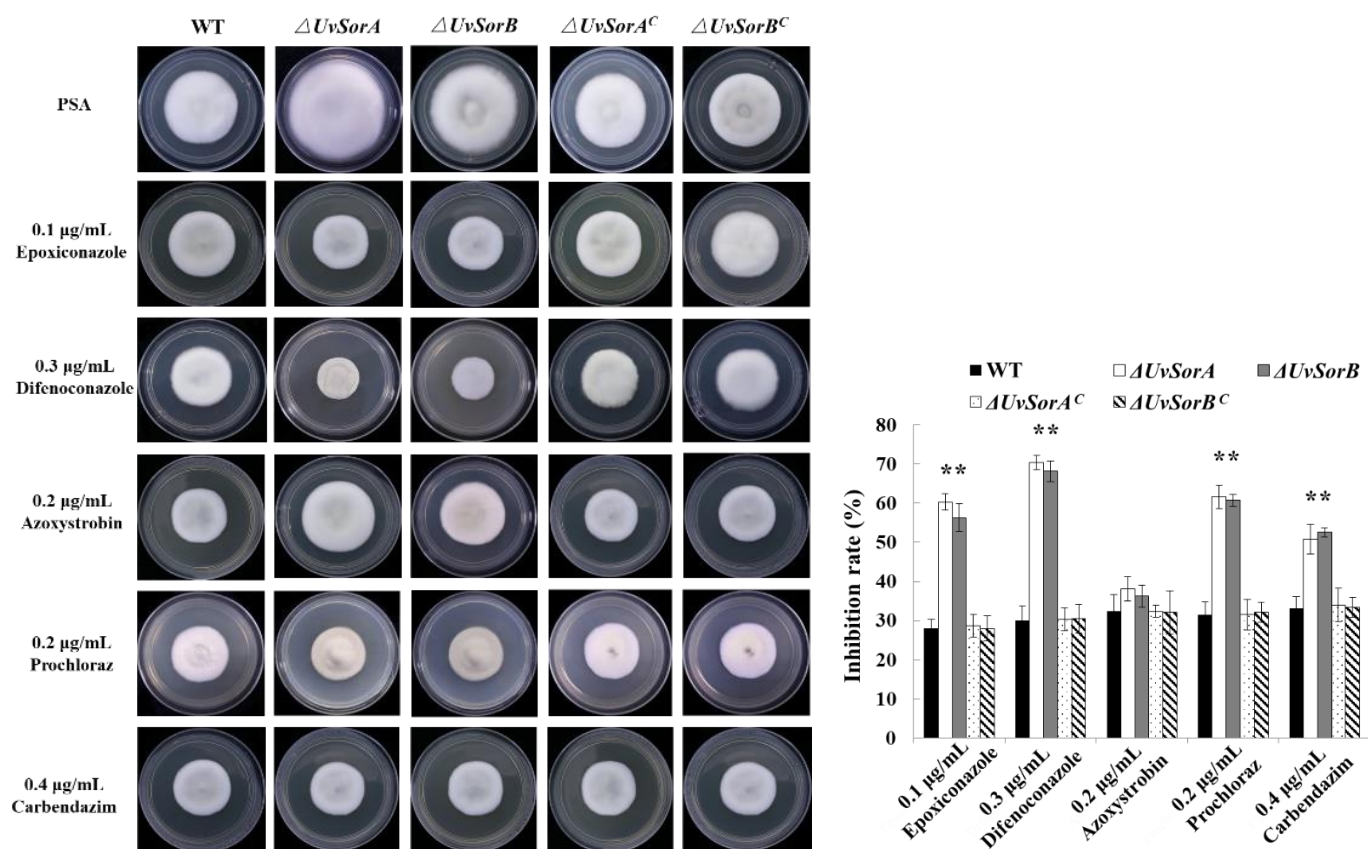 WT △UvSorA △UvSorB △UvSorA^C △UvSorB^C
PSA
0.1 µg/mL
Epoxiconazole
0.3 µg/mL
Difenoconazole
0.2 µg/mL
Azoxystrobin
0.2 µg/mL
Prochloraz
0.4 µg/mL
Carbendazim
WT ΔUvSorA ΔUvSorB
ΔUvSorA^C ΔUvSorB^C
Inhibition rate (%)
80
70
60
50
40
30
20
10
0
**
**
**
**
0.1 µg/mL
Epoxiconazole
0.3 µg/mL
Difenoconazole
0.2 µg/mL
Azoxystrobin
0.2 µg/mL
Prochloraz
0.4 µg/mL
Carbendazim